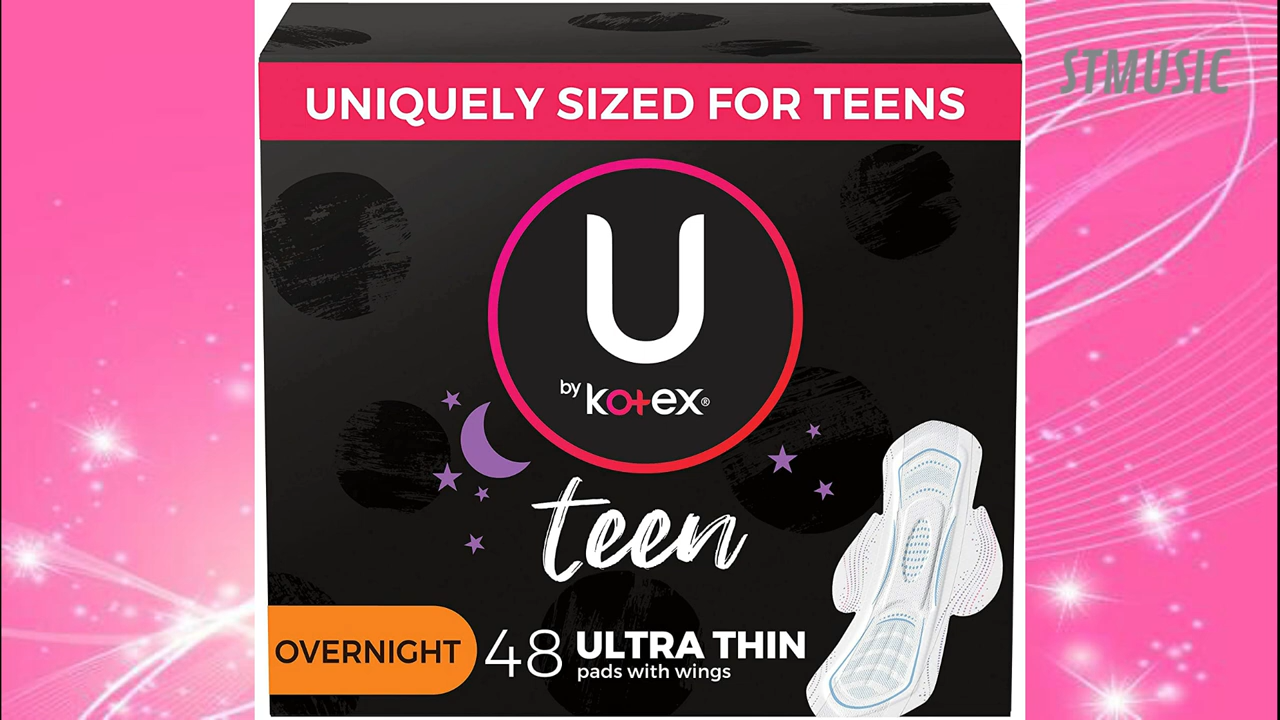 STMUSIC
UNIQUELY SIZED FOR TEENS
U
by kotex®
teen
OVERNIGHT
48 ULTRA THIN
pads with wings